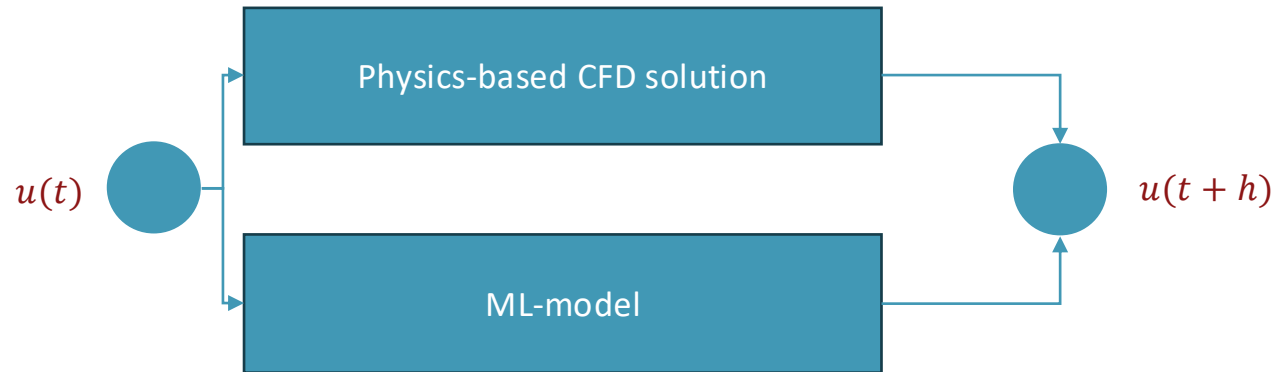 Physics-based CFD solution
u(t)
u(t + h)
ML-model